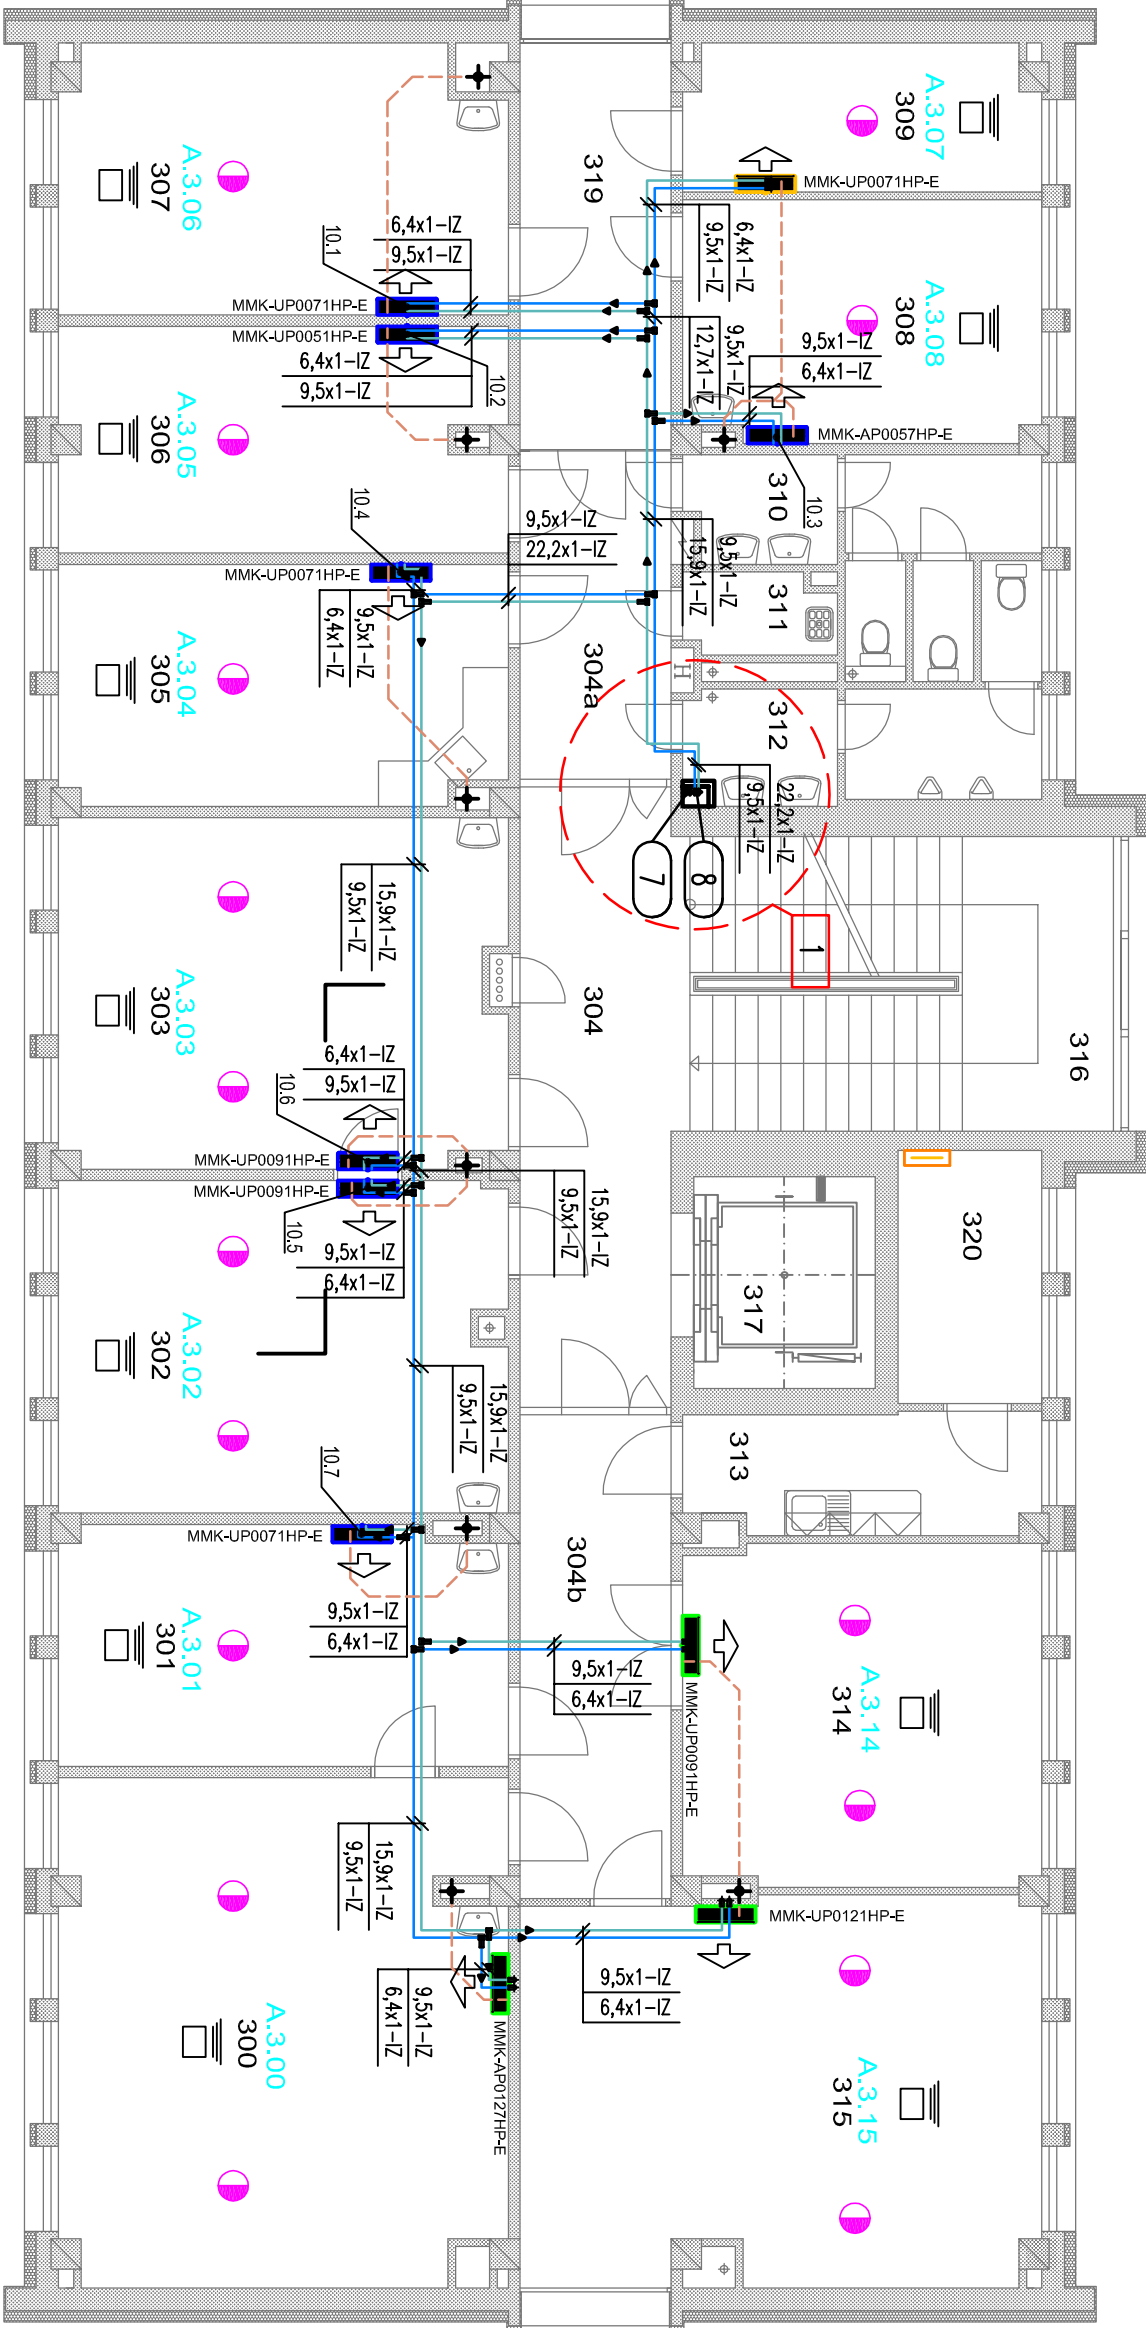 A.3.07
309
MMK-UP0071HP-E
319
A.3.06
307
6,4x1-IZ
9,5x1-IZ
10.1
6,4x1-IZ
9,5x1-IZ
A.3.08
308
MMK-UP0071HP-E
MMK-UP0051HP-E
9,5x1-IZ
12,7x1-IZ
9,5x1-IZ
6,4x1-IZ
6,4x1-IZ
9,5x1-IZ
10.2
MMK-AP0057HP-E
A.3.05
306
310
10.3
10.4
9,5x1-IZ
22,2x1-IZ
9,5x1-IZ
15,9x1-IZ
MMK-UP0071HP-E
311
9,5x1-IZ
6,4x1-IZ
A.3.04
305
304a
H
312
22,2x1-IZ
9,5x1-IZ
7
8
1
15,9x1-IZ
9,5x1-IZ
A.3.03
303
304
316
6,4x1-IZ
9,5x1-IZ
10.6
MMK-UP0091HP-E
MMK-UP0091HP-E
10.5
9,5x1-IZ
6,4x1-IZ
15,9x1-IZ
9,5x1-IZ
320
317
A.3.02
302
15,9x1-IZ
9,5x1-IZ
313
10.7
MMK-UP0071HP-E
304b
9,5x1-IZ
6,4x1-IZ
A.3.01
301
9,5x1-IZ
6,4x1-IZ
MMK-UP0091HP-E
A.3.14
314
15,9x1-IZ
9,5x1-IZ
MMK-UP0121HP-E
9,5x1-IZ
6,4x1-IZ
9,5x1-IZ
6,4x1-IZ
MMK-AP0127HP-E
A.3.00
300
A.3.15
315